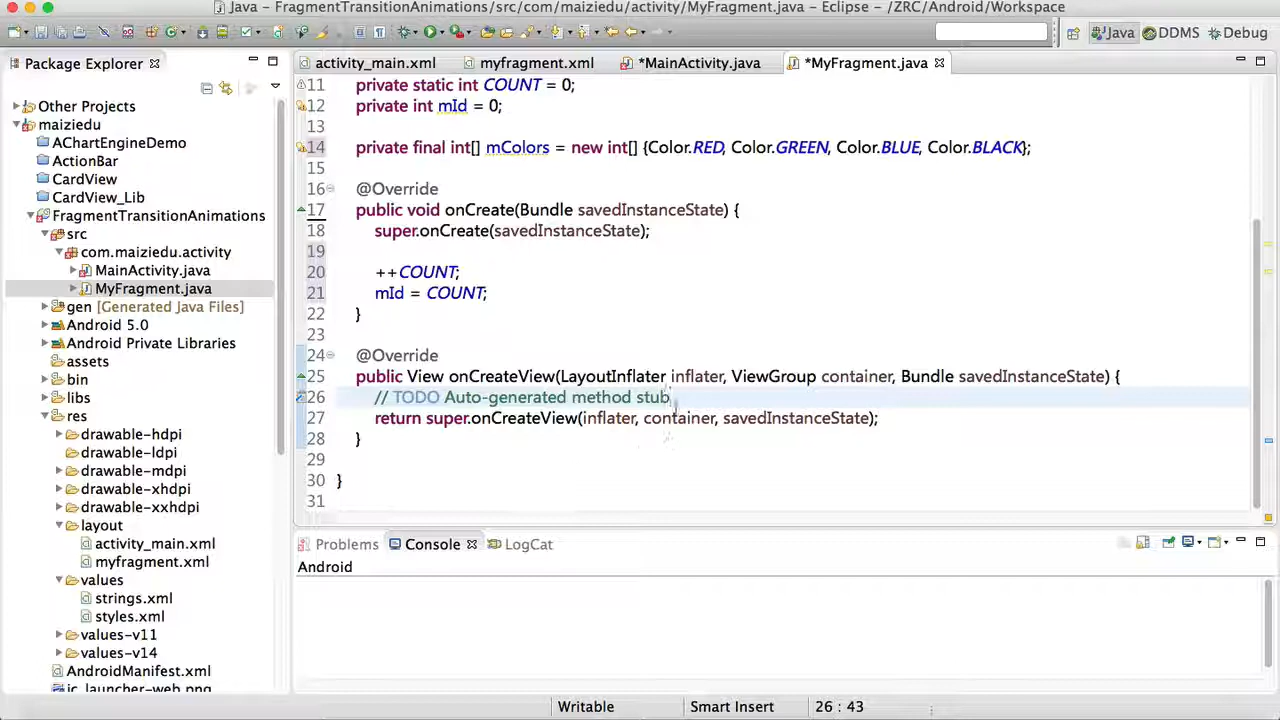 Java – FragmentTransitionAnimations/src/com/maiziedu/activity/MyFragment.java – Eclipse – /ZRC/Android/Workspace
Java DDMS Debug
Package Explorer
activity_main.xml myfragment.xml *MainActivity.java *MyFragment.java
Other Projects
maiziedu
AChartEngineDemo
ActionBar
CardView
CardView_Lib
FragmentTransitionAnimations
src
com.maiziedu.activity
MainActivity.java
MyFragment.java
gen [Generated Java Files]
Android 5.0
Android Private Libraries
assets
bin
libs
res
drawable-hdpi
drawable-ldpi
drawable-mdpi
drawable-xhdpi
drawable-xxhdpi
layout
activity_main.xml
myfragment.xml
values
strings.xml
styles.xml
values-v11
values-v14
AndroidManifest.xml
ic_launcher-web.png
11 private static int COUNT = 0;
12 private int mId = 0;
13
14 private final int[] mColors = new int[] {Color.RED, Color.GREEN, Color.BLUE, Color.BLACK};
15
16 @Override
17 public void onCreate(Bundle savedInstanceState) {
18 super.onCreate(savedInstanceState);
19
20 ++COUNT;
21 mId = COUNT;
22 }
23
24 @Override
25 public View onCreateView(LayoutInflater inflater, ViewGroup container, Bundle savedInstanceState) {
26 // TODO Auto-generated method stub
27 return super.onCreateView(inflater, container, savedInstanceState);
28 }
29
30 }
31
Problems Console LogCat
Android
Writable Smart Insert 26 : 43